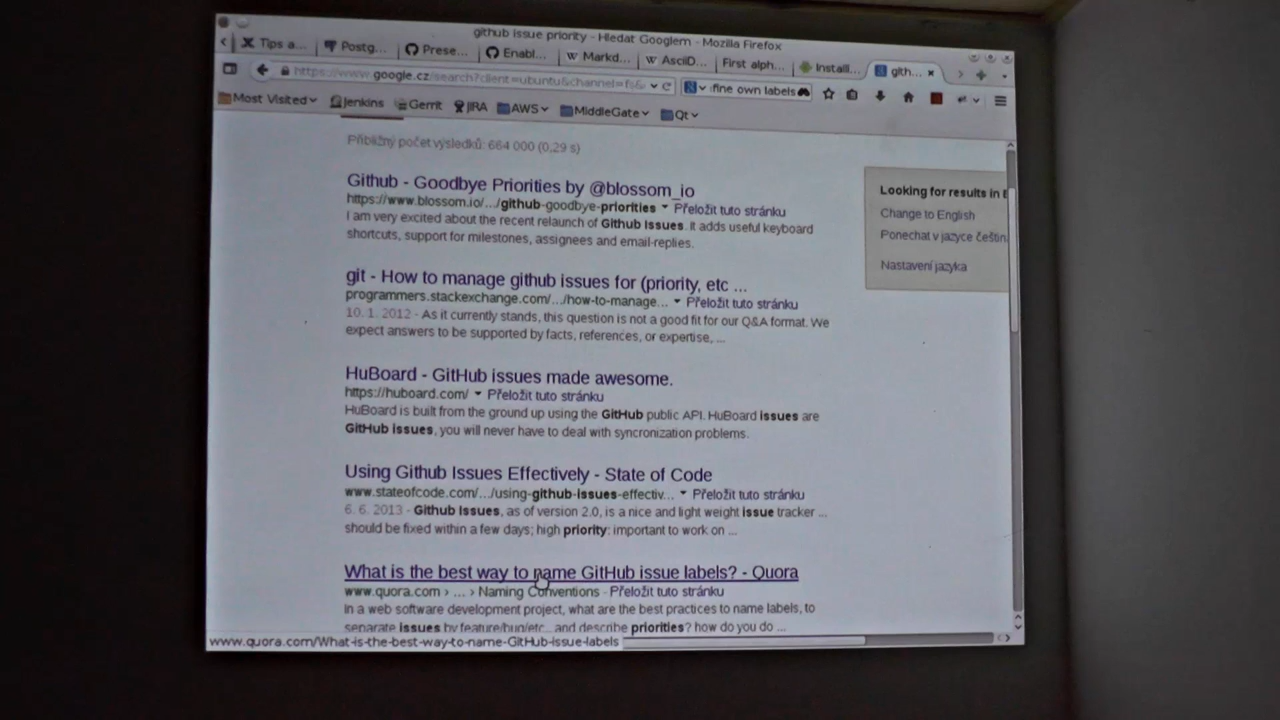 github issue priority - Hledat Googlem - Mozilla Firefox
Tips a... Postg... Prese... Enabl... Markd... AsciiD... First alph... Installi... gith...
https://www.google.cz/search?client=ubuntu&channel=fs& fine own labels
Most Visited Jenkins Gerrit JIRA AWS MiddleGate Qt
Přibližný počet výsledků: 664 000 (0,29 s)
Github - Goodbye Priorities by @blossom_io
https://www.blossom.io/.../github-goodbye-priorities Přeložit tuto stránku
I am very excited about the recent relaunch of Github Issues. It adds useful keyboard
shortcuts, support for milestones, assignees and email-replies.
git - How to manage github issues for (priority, etc ...
programmers.stackexchange.com/.../how-to-manage... Přeložit tuto stránku
10. 1. 2012 - As it currently stands, this question is not a good fit for our Q&A format. We
expect answers to be supported by facts, references, or expertise, ...
HuBoard - GitHub issues made awesome.
https://huboard.com/ Přeložit tuto stránku
HuBoard is built from the ground up using the GitHub public API. HuBoard issues are
GitHub issues, you will never have to deal with syncronization problems.
Using Github Issues Effectively - State of Code
www.stateofcode.com/.../using-github-issues-effectiv... Přeložit tuto stránku
6. 6. 2013 - Github Issues, as of version 2.0, is a nice and light weight issue tracker ...
should be fixed within a few days; high priority: important to work on ...
What is the best way to name GitHub issue labels? - Quora
www.quora.com › ... › Naming Conventions - Přeložit tuto stránku
In a web software development project, what are the best practices to name labels, to
separate issues by feature/bug/etc., and describe priorities? how do you do ...
www.quora.com/What-is-the-best-way-to-name-GitHub-issue-labels
Looking for results in E
Change to English
Ponechat v jazyce češtin
Nastavení jazyka